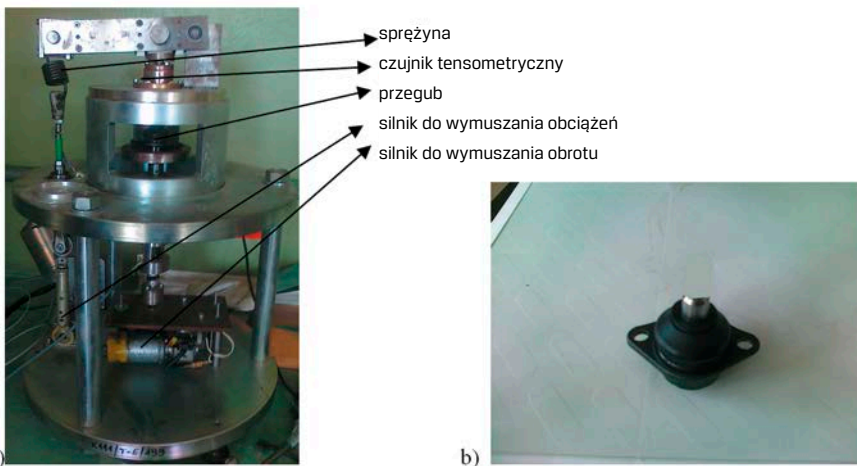 sprężyna
czujnik tensometryczny
przegub
silnik do wymuszania obciążeń
silnik do wymuszania obrotu
)
b)